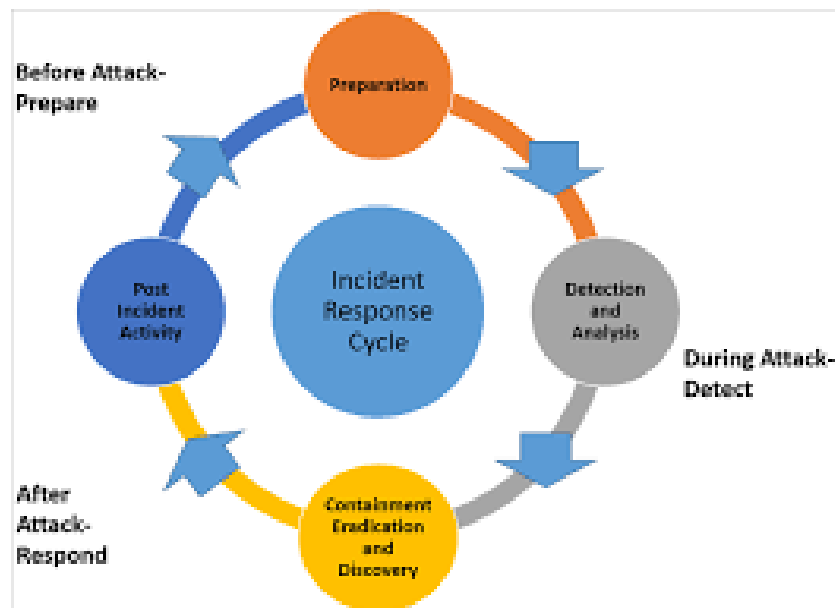 Before Attack-
Prepare
Preparation
Incident
Response
Cycle
Post
Incident
Activity
Detection
and
Analysis
During Attack-
Detect
After
Attack-
Respond
Containment
Eradication
and
Discovery